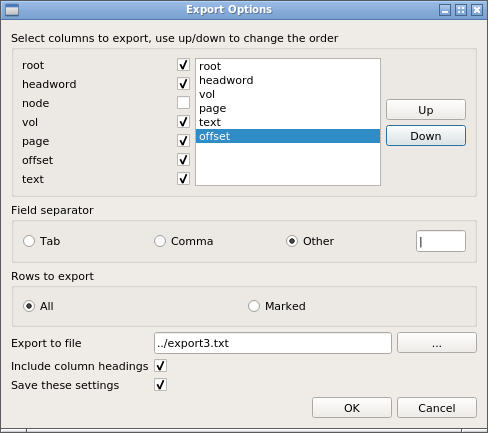 Export Options
Select columns to export, use up/down to change the order
root
headword
node
vol
page
offset
text
root
headword
vol
page
text
offset
Up
Down
Field separator
Tab Comma Other |
Rows to export
All Marked
Export to file ../export3.txt ...
Include column headings
Save these settings
OK Cancel